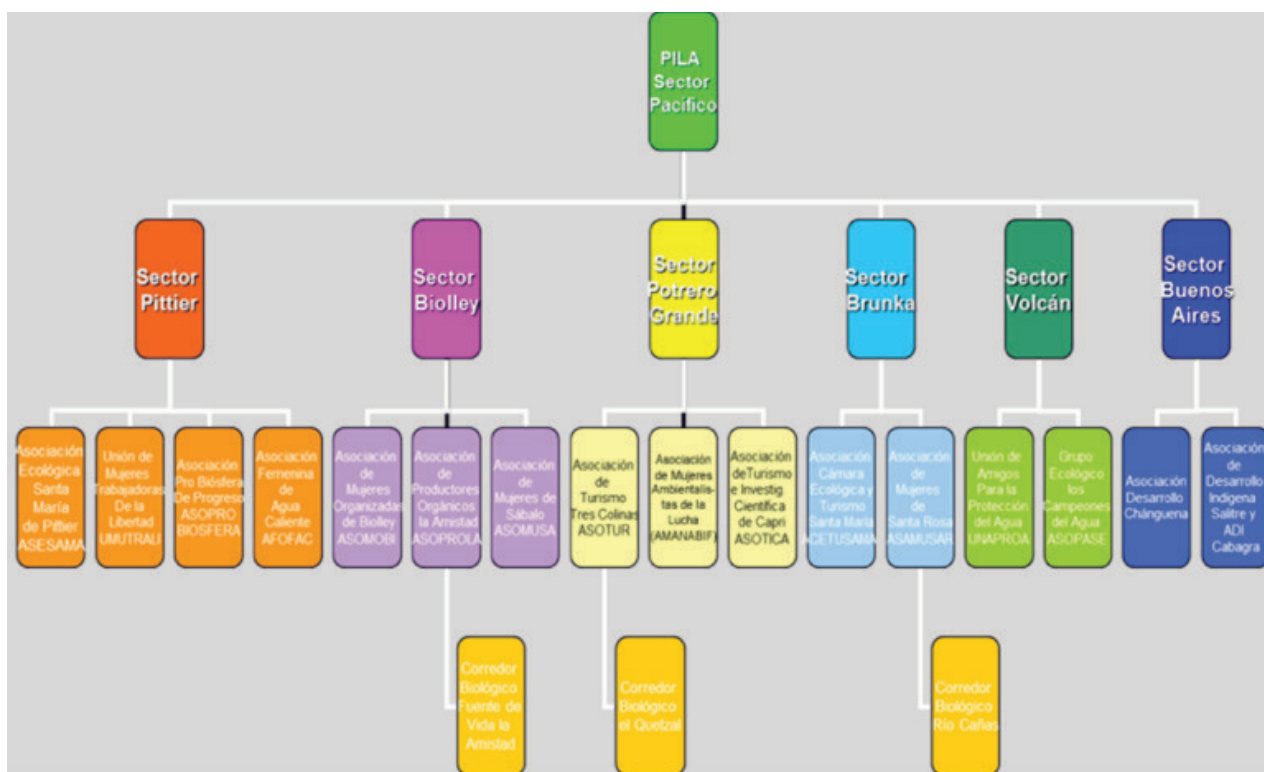 PILA
Sector
Pacífico
Sector
Pittier
Sector
Biolley
Sector
Potrero
Grande
Sector
Brunka
Sector
Volcán
Sector
Buenos
Aires
Asociación
Ecológica
Santa
María
de Pittier
ASESAMA
Unión de
Mujeres
Trabajadoras
De la
Libertad
UMUTRALI
Asociación
Pro Biósfera
De Progreso
ASOPRO
BIOSFERA
Asociación
Femenina
de
Agua
Caliente
AFOFAC
Asociación
de
Mujeres
Organizadas
de Biolley
ASOMOBI
Asociación
de
Productores
Orgánicos
la Amistad
ASOPROLA
Asociación
de
Mujeres de
Sábalo
ASOMUSA
Asociación
de
Turismo
Tres Colinas
ASOTUR
Asociación
de Mujeres
Ambientalis-
tas de la
Lucha
(AMANABIF)
Asociación
deTurismo
e Investig
Científica
de Capri
ASOTICA
Asociación
Cámara
Ecológica y
Turismo
Santa María
ACETUSAMA
Asociación
de
Mujeres
de
Santa Rosa
ASAMUSAR
Unión de
Amigos
Para la
Protección
del Agua
UNAPROA
Grupo
Ecológico
los
Campeones
del Agua
ASOPASE
Asociación
Desarrollo
Chánguena
Asociación
de
Desarrollo
Indígena
Salitre y
ADI
Cabagra
Corredor
Biológico
Fuente de
Vida la
Amistad
Corredor
Biológico
el Quetzal
Corredor
Biológico
Río Cañas